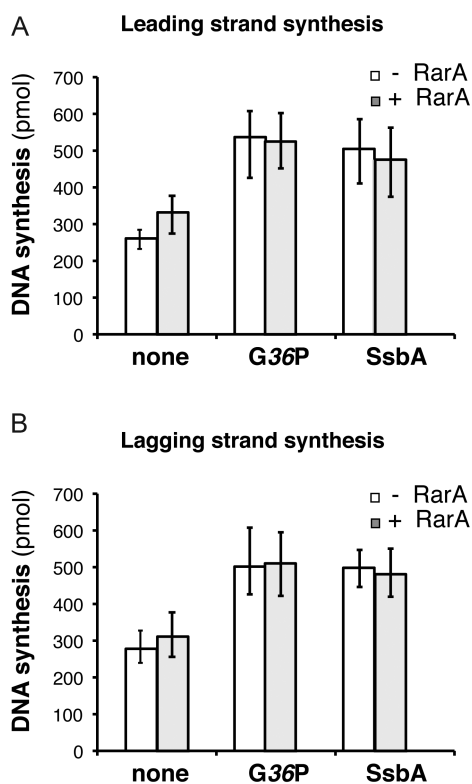 A
Leading strand synthesis
- RarA
+ RarA
DNA synthesis (pmol)
700
600
500
400
300
200
100
0
none G36P SsbA
B
Lagging strand synthesis
- RarA
+ RarA
DNA synthesis (pmol)
700
600
500
400
300
200
100
0
none G36P SsbA